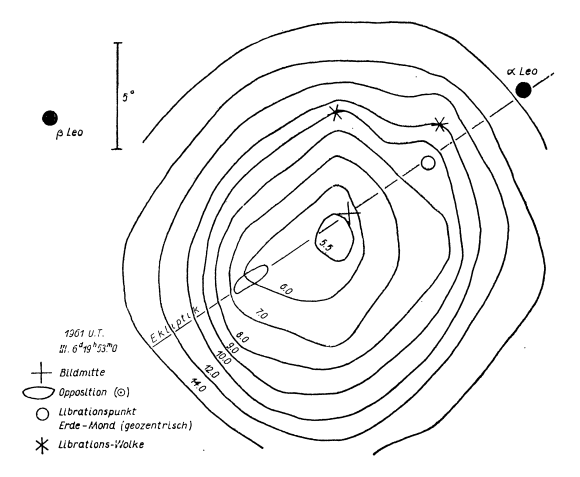 α Leo
5°
β Leo
5.5
6.0
7.0
8.0
9.0
10.0
12.0
14.0
Ekliptik
1961 U.T.
III. 6ᵈ19ʰ53ᵐ0
Bildmitte
Opposition (☉)
Librationspunkt
Erde-Mond (geozentrisch)
Librations-Wolke